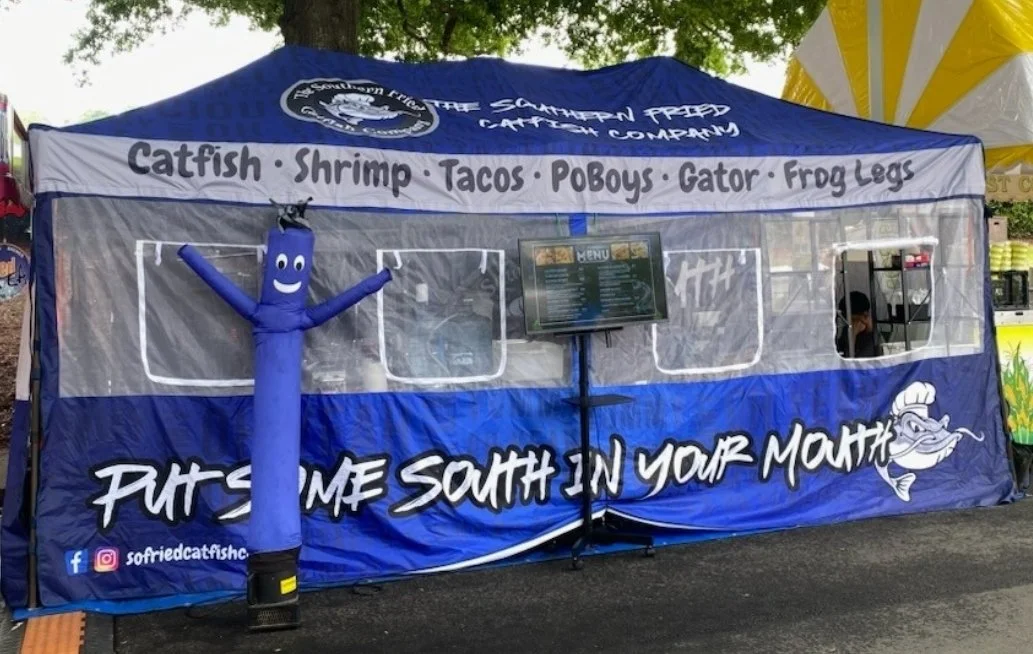 The Southern Fried
Catfish Company
THE SOUTHERN FRIED
CATFISH COMPANY
Catfish · Shrimp · Tacos · PoBoys · Gator · Frog Legs
MENU
PUT SOME SOUTH IN YOUR MOUTH
sofriedcatfishc
ST C